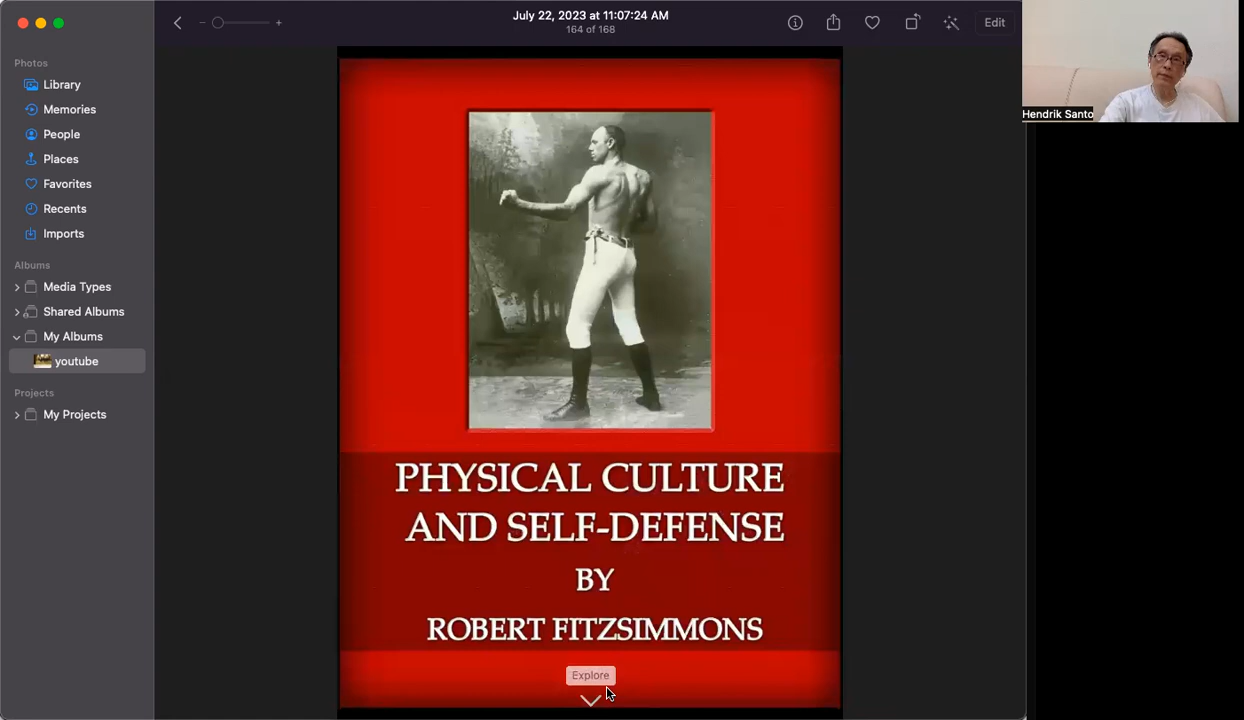 July 22, 2023 at 11:07:24 AM
164 of 168
Edit
Photos
Library
Memories
People
Places
Favorites
Recents
Imports
Albums
Media Types
Shared Albums
My Albums
youtube
Projects
My Projects
PHYSICAL CULTURE
AND SELF-DEFENSE
BY
ROBERT FITZSIMMONS
Explore
Hendrik Santo